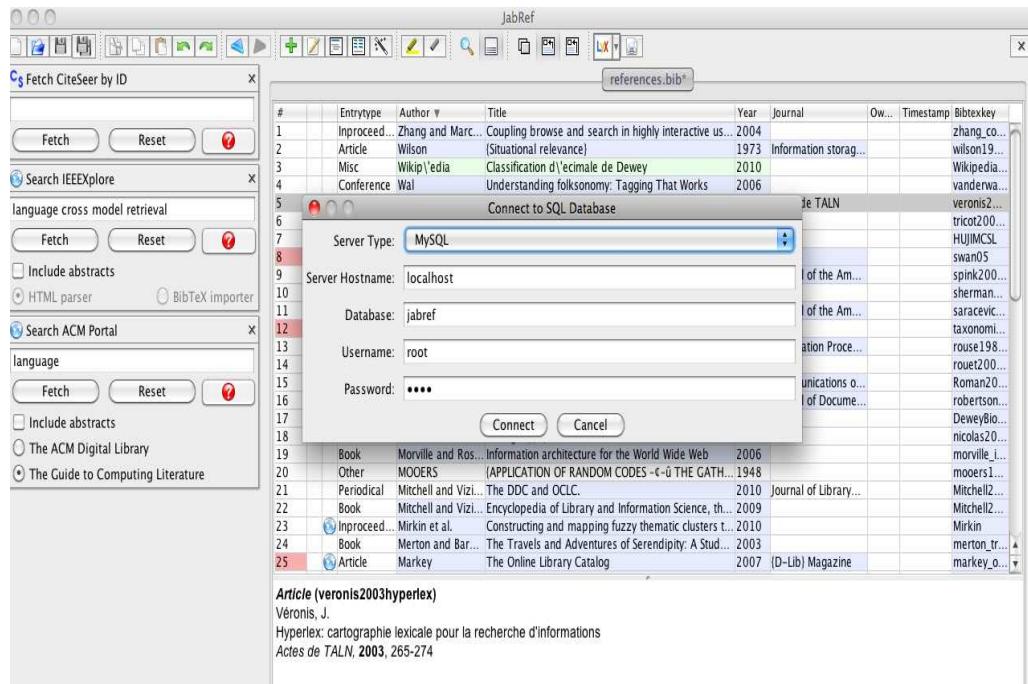 JabRef
references.bib*
Fetch CiteSeer by ID
Fetch Reset
Search IEEEXplore
language cross model retrieval
Fetch Reset
Include abstracts
HTML parser BibTeX importer
Search ACM Portal
language
Fetch Reset
Include abstracts
The ACM Digital Library
The Guide to Computing Literature
# Entrytype Author Title Year Journal Ow... Timestamp Bibtexkey
1 Inproceed... Zhang and Marc... Coupling browse and search in highly interactive us... 2004 zhang_co...
2 Article Wilson {Situational relevance} 1973 Information storag... wilson19...
3 Misc Wikip\'edia Classification d\'ecimale de Dewey 2010 Wikipedia...
4 Conference Wal Understanding folksonomy: Tagging That Works 2006 vanderwa...
5 de TALN veronis2...
6 tricot200...
7 HUJIMCSL
8 swan05
9 of the Am... spink200...
10 sherman...
11 of the Am... saracevic...
12 taxonomi...
13 ation Proce... rouse198...
14 rouet200...
15 unications o... Roman20...
16 of Docume... robertson...
17 DeweyBio...
18 nicolas20...
19 Book Morville and Ros... Information architecture for the World Wide Web 2006 morville_i...
20 Other MOOERS {APPLICATION OF RANDOM CODES -¢-û THE GATH... 1948 mooers1...
21 Periodical Mitchell and Vizi... The DDC and OCLC. 2010 Journal of Library... Mitchell2...
22 Book Mitchell and Vizi... Encyclopedia of Library and Information Science, th... 2009 Mitchell2...
23 Inproceed... Mirkin et al. Constructing and mapping fuzzy thematic clusters t... 2010 Mirkin
24 Book Merton and Bar... The Travels and Adventures of Serendipity: A Stud... 2003 merton_tr...
25 Article Markey The Online Library Catalog 2007 {D-Lib} Magazine markey_o...
Connect to SQL Database
Server Type: MySQL
Server Hostname: localhost
Database: jabref
Username: root
Password: ••••
Connect Cancel
Article (veronis2003hyperlex)
Véronis, J.
Hyperlex: cartographie lexicale pour la recherche d'informations
Actes de TALN, 2003, 265-274